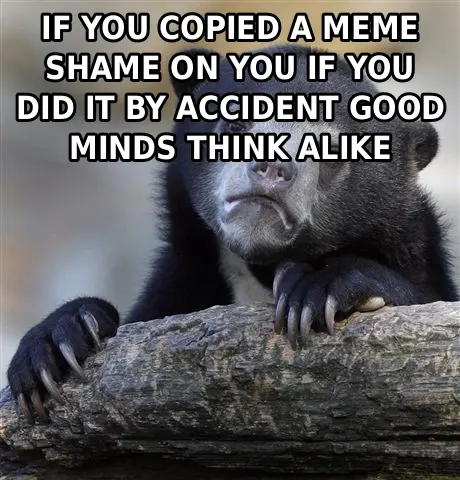 IF YOU COPIED A MEME
SHAME ON YOU IF YOU
DID IT BY ACCIDENT GOOD
MINDS THINK ALIKE